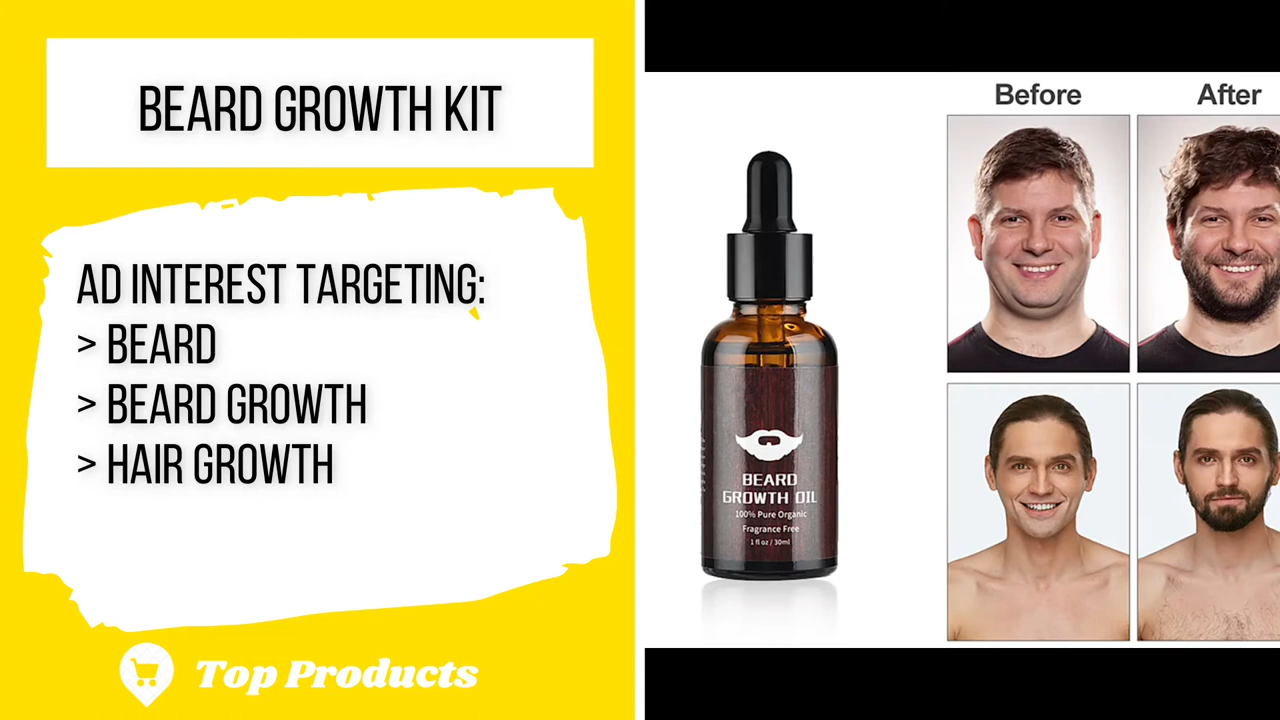 BEARD GROWTH KIT
AD INTEREST TARGETING:
> BEARD
> BEARD GROWTH
> HAIR GROWTH
Top Products
Before
After
BEARD
GROWTH OIL
100% Pure Organic
Fragrance Free
1 fl oz / 30ml